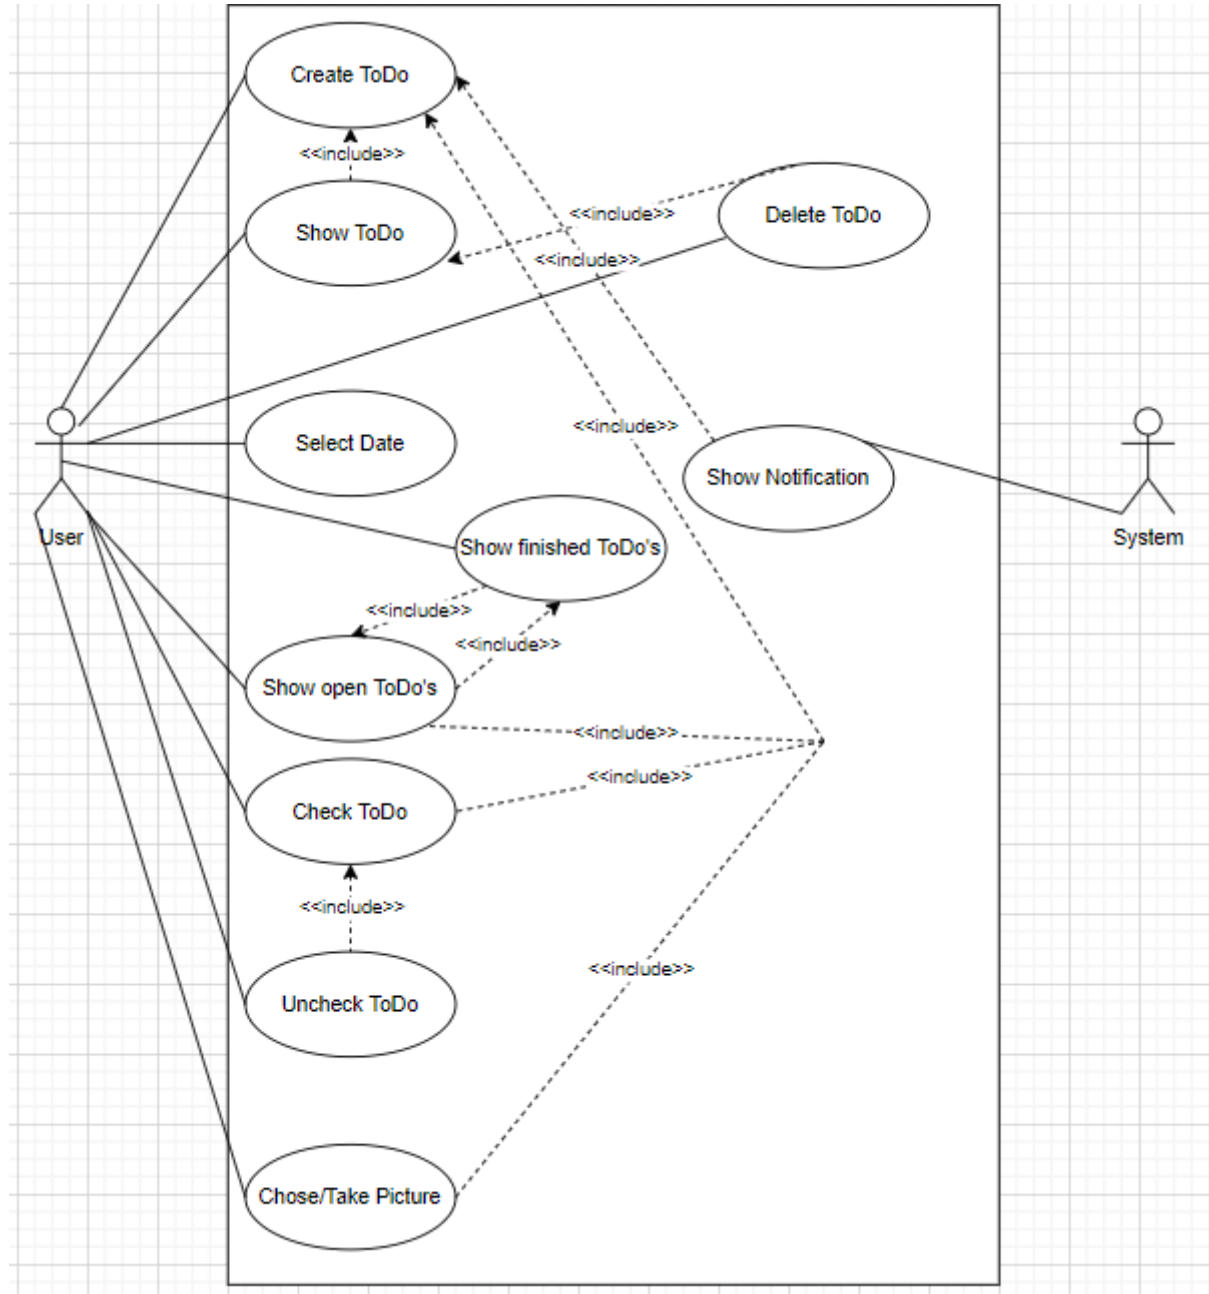 Create ToDo
<<include>>
Show ToDo
<<include>>
Delete ToDo
<<include>>
Select Date
<<include>>
Show Notification
User
System
Show finished ToDo's
<<include>>
<<include>>
Show open ToDo's
<<include>>
<<include>>
Check ToDo
<<include>>
<<include>>
Uncheck ToDo
Chose/Take Picture